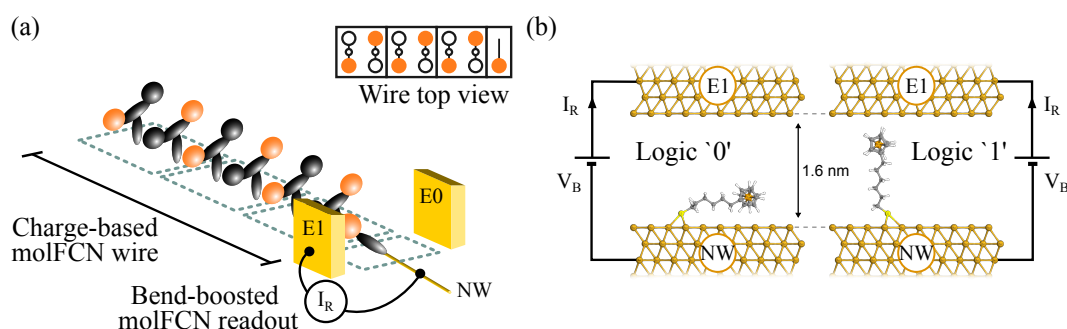 (a)
Wire top view
E0
E1
Charge-based
molFCN wire
Bend-boosted
molFCN readout
I_R
NW
(b)
E1
E1
I_R
I_R
Logic `0'
Logic `1'
1.6 nm
V_B
V_B
NW
NW